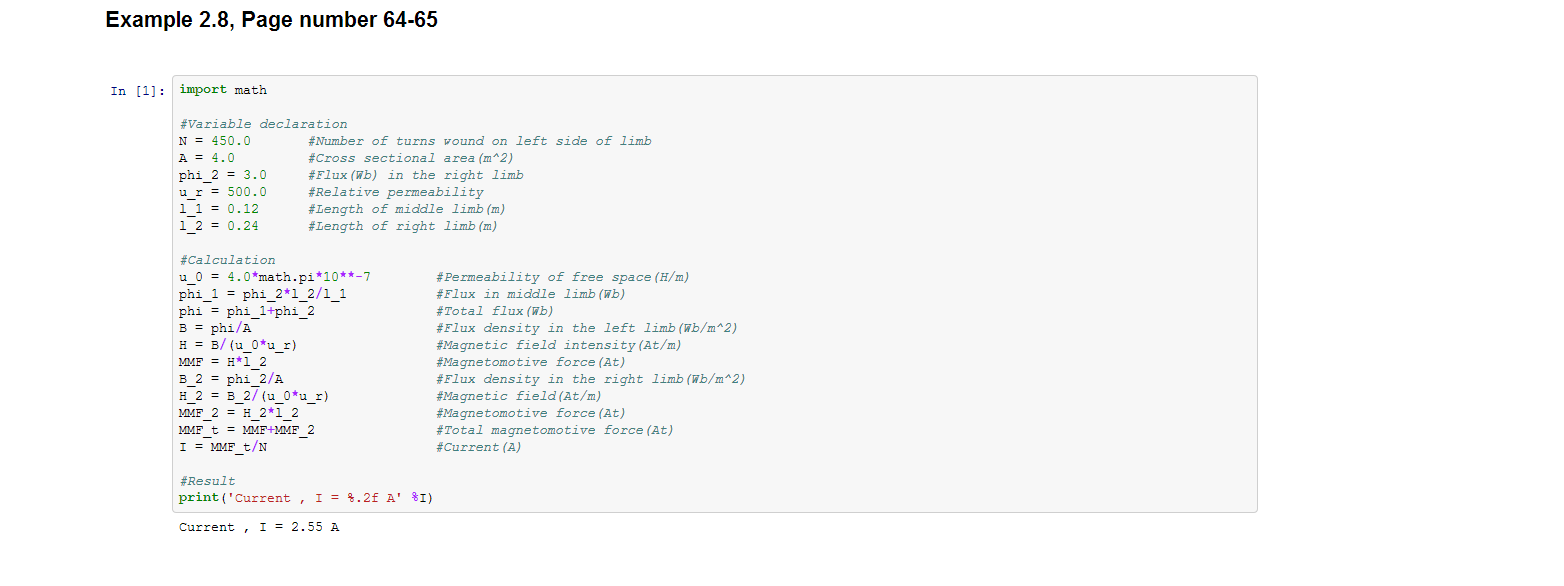 Example 2.8, Page number 64-65
In [1]: import math
#Variable declaration
N = 450.0 #Number of turns wound on left side of limb
A = 4.0 #Cross sectional area(m^2)
phi_2 = 3.0 #Flux(Wb) in the right limb
u_r = 500.0 #Relative permeability
l_1 = 0.12 #Length of middle limb(m)
l_2 = 0.24 #Length of right limb(m)
#Calculation
u_0 = 4.0*math.pi*10**-7 #Permeability of free space(H/m)
phi_1 = phi_2*l_2/l_1 #Flux in middle limb(Wb)
phi = phi_1+phi_2 #Total flux(Wb)
B = phi/A #Flux density in the left limb(Wb/m^2)
H = B/(u_0*u_r) #Magnetic field intensity(At/m)
MMF = H*l_2 #Magnetomotive force(At)
B_2 = phi_2/A #Flux density in the right limb(Wb/m^2)
H_2 = B_2/(u_0*u_r) #Magnetic field(At/m)
MMF_2 = H_2*l_2 #Magnetomotive force(At)
MMF_t = MMF+MMF_2 #Total magnetomotive force(At)
I = MMF_t/N #Current(A)
#Result
print('Current , I = %.2f A' %I)
Current , I = 2.55 A